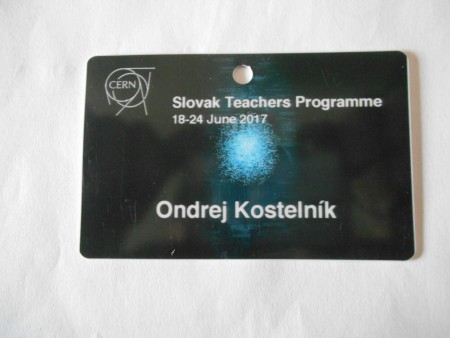 CERN
Slovak Teachers Programme
18-24 June 2017
Ondrej Kostelník